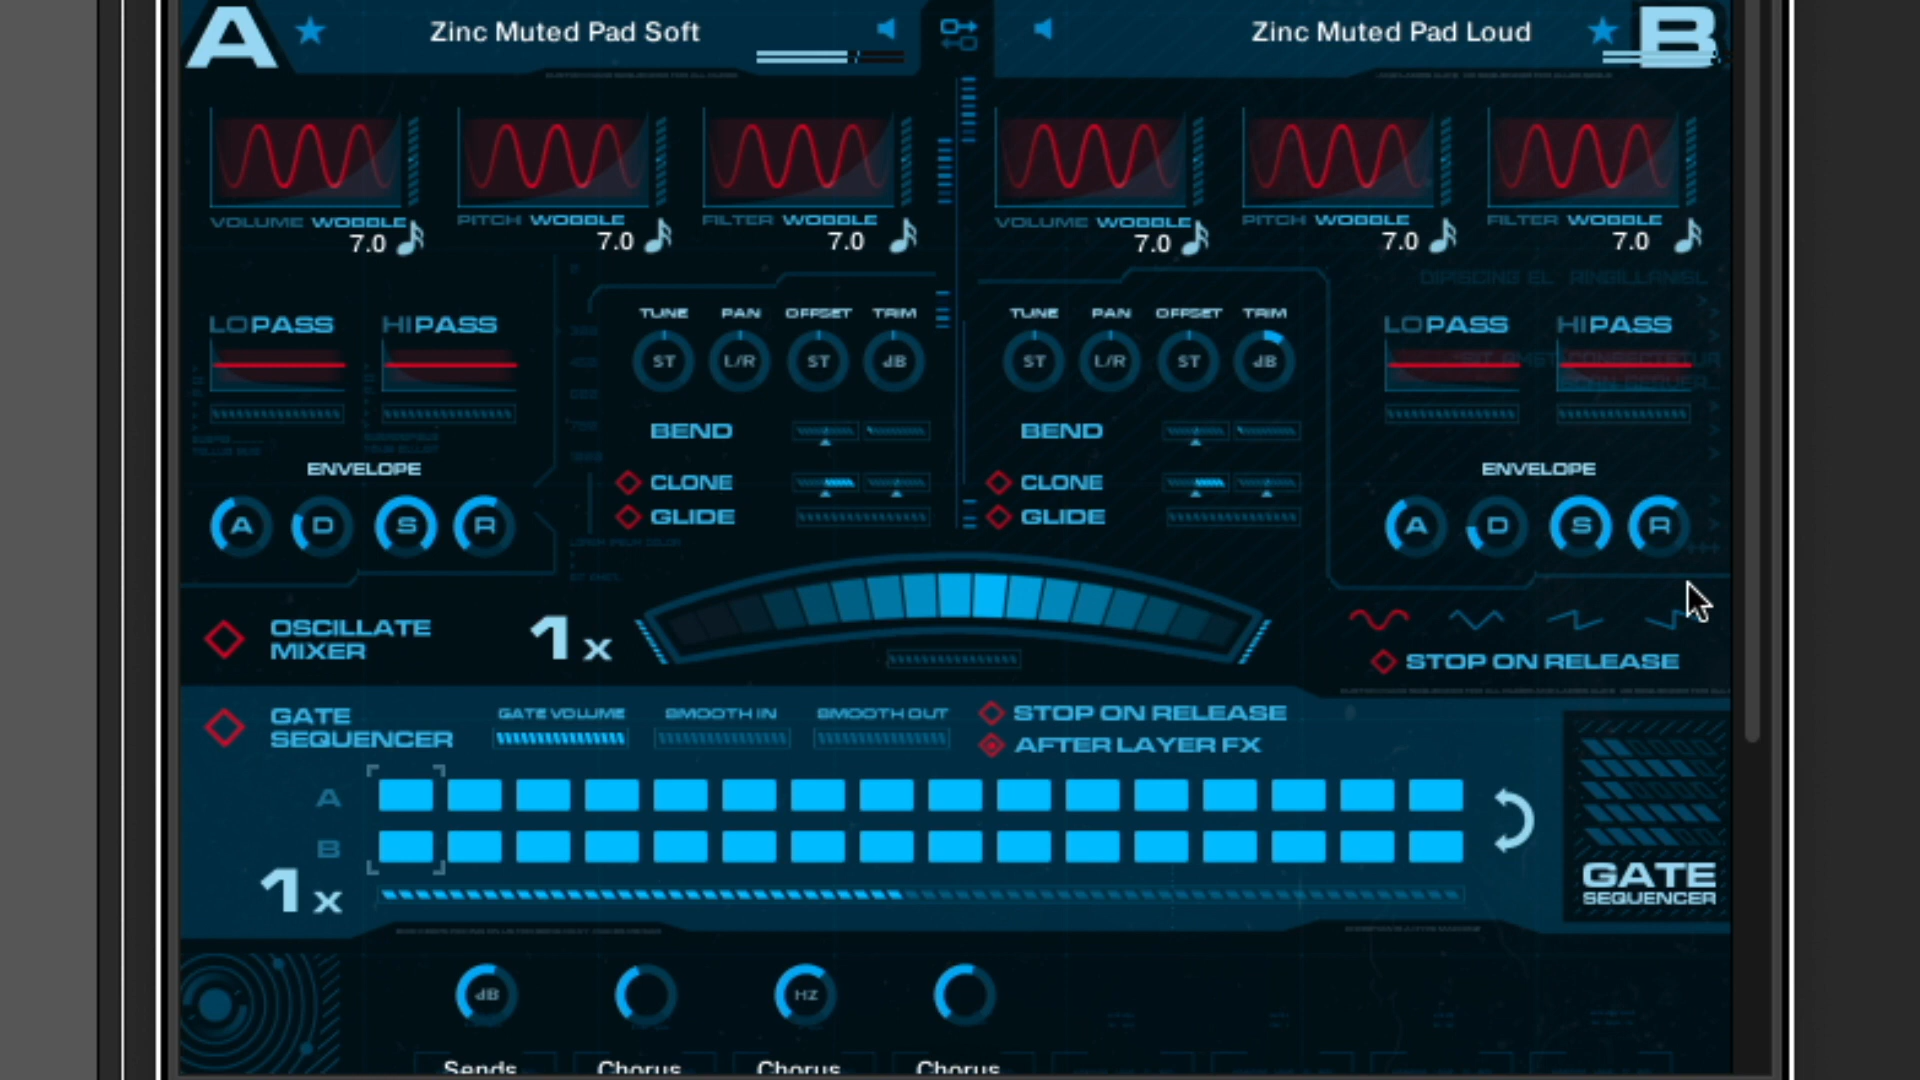 A Zinc Muted Pad Soft
Zinc Muted Pad Loud B
VOLUME WOBBLE
7.0
PITCH WOBBLE
7.0
FILTER WOBBLE
7.0
VOLUME WOBBLE
7.0
PITCH WOBBLE
7.0
FILTER WOBBLE
7.0
LOPASS HIPASS
ENVELOPE
A D S R
TUNE PAN OFFSET TRIM
ST L/R ST dB
BEND
CLONE
GLIDE
TUNE PAN OFFSET TRIM
ST L/R ST dB
BEND
CLONE
GLIDE
LOPASS HIPASS
ENVELOPE
A D S R
OSCILLATE
MIXER
1 x
STOP ON RELEASE
GATE
SEQUENCER
GATE VOLUME SMOOTH IN SMOOTH OUT
STOP ON RELEASE
AFTER LAYER FX
A
B
1 x
GATE
SEQUENCER
dB HZ
Sends Chorus Chorus Chorus